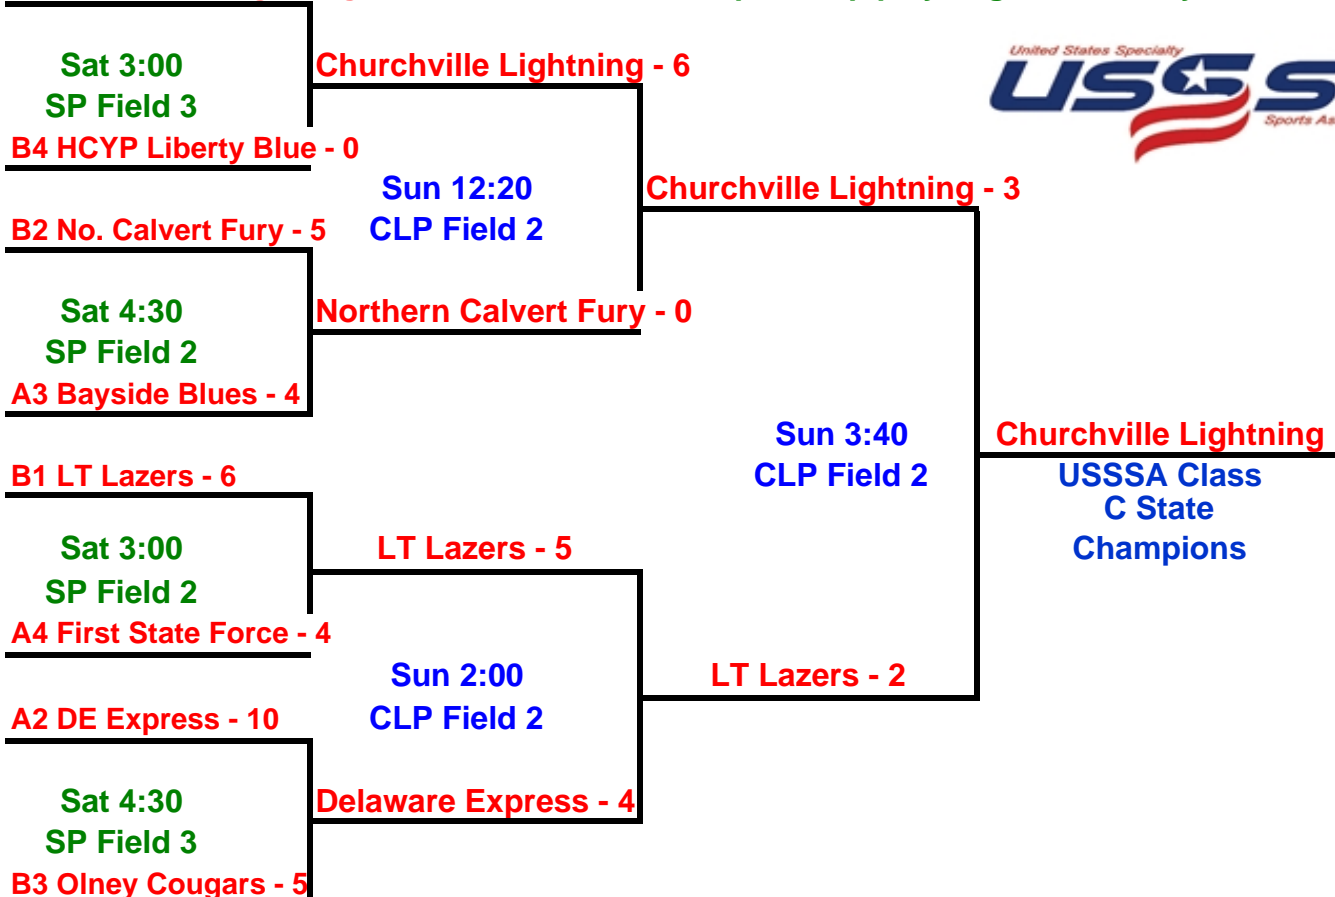 Sat 3:00
SP Field 3
B4 HCYP Liberty Blue - 0
Churchville Lightning - 6
Sun 12:20
CLP Field 2
B2 No. Calvert Fury - 5
Sat 4:30
SP Field 2
A3 Bayside Blues - 4
Northern Calvert Fury - 0
Churchville Lightning - 3
United States Specialty
USSS
Sports As
B1 LT Lazers - 6
Sat 3:00
SP Field 2
A4 First State Force - 4
LT Lazers - 5
Sun 2:00
CLP Field 2
A2 DE Express - 10
Sat 4:30
SP Field 3
B3 Olney Cougars - 5
Delaware Express - 4
LT Lazers - 2
Sun 3:40
CLP Field 2
Churchville Lightning
USSSA Class
C State
Champions